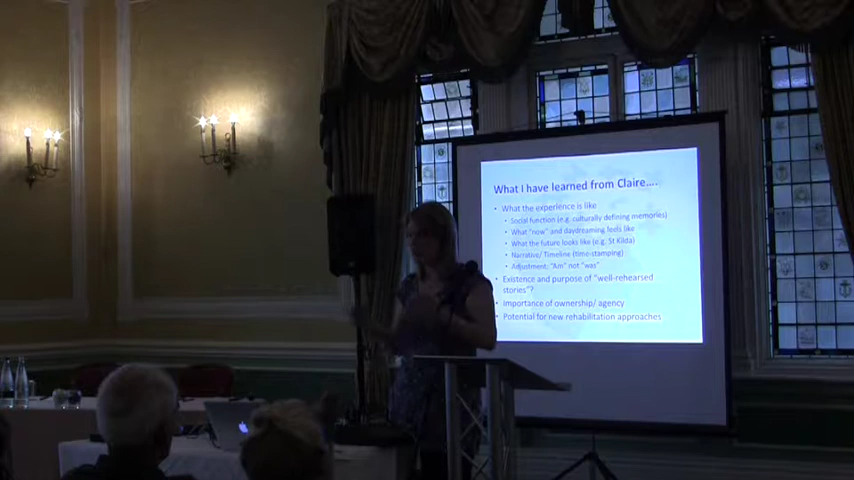 What I have learned from Claire....
• What the experience is like
• Social function (e.g. culturally defining memories)
• What "now" and daydreaming feels like
• What the future looks like (e.g. St Kilda)
• Narrative/ Timeline (time-stamping)
• Adjustment: "Am" not "was"
• Existence and purpose of "well-rehearsed
stories"?
• Importance of ownership/ agency
• Potential for new rehabilitation approaches